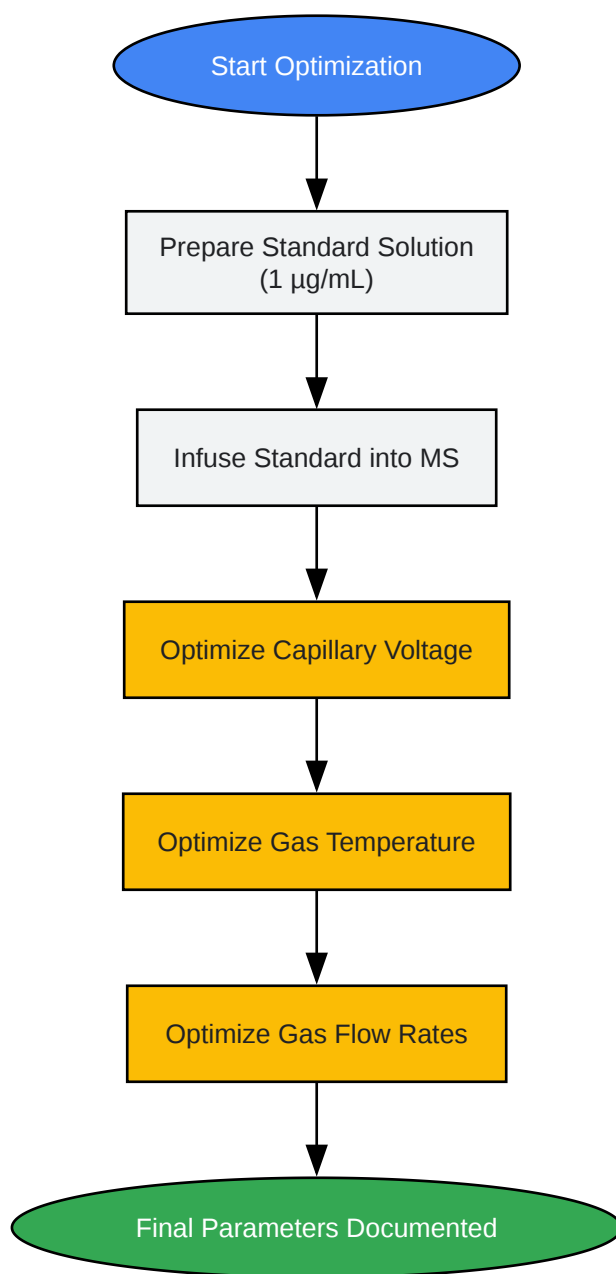 Start Optimization
Prepare Standard Solution
(1 µg/mL)
Infuse Standard into MS
Optimize Capillary Voltage
Optimize Gas Temperature
Optimize Gas Flow Rates
Final Parameters Documented